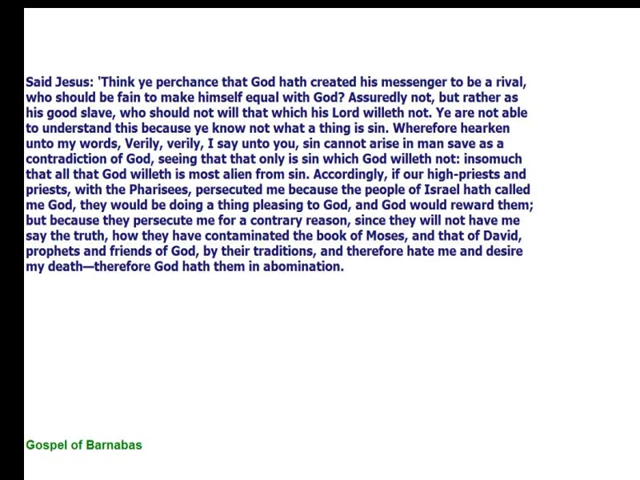 Said Jesus: 'Think ye perchance that God hath created his messenger to be a rival,
who should be fain to make himself equal with God? Assuredly not, but rather as
his good slave, who should not will that which his Lord willeth not. Ye are not able
to understand this because ye know not what a thing is sin. Wherefore hearken
unto my words, Verily, verily, I say unto you, sin cannot arise in man save as a
contradiction of God, seeing that that only is sin which God willeth not: insomuch
that all that God willeth is most alien from sin. Accordingly, if our high-priests and
priests, with the Pharisees, persecuted me because the people of Israel hath called
me God, they would be doing a thing pleasing to God, and God would reward them;
but because they persecute me for a contrary reason, since they will not have me
say the truth, how they have contaminated the book of Moses, and that of David,
prophets and friends of God, by their traditions, and therefore hate me and desire
my death—therefore God hath them in abomination.
Gospel of Barnabas